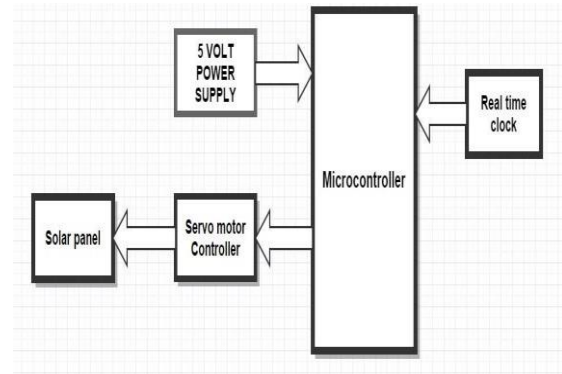 5 VOLT
POWER
SUPPLY
Real time
clock
Microcontroller
Solar panel
Servo motor
Controller